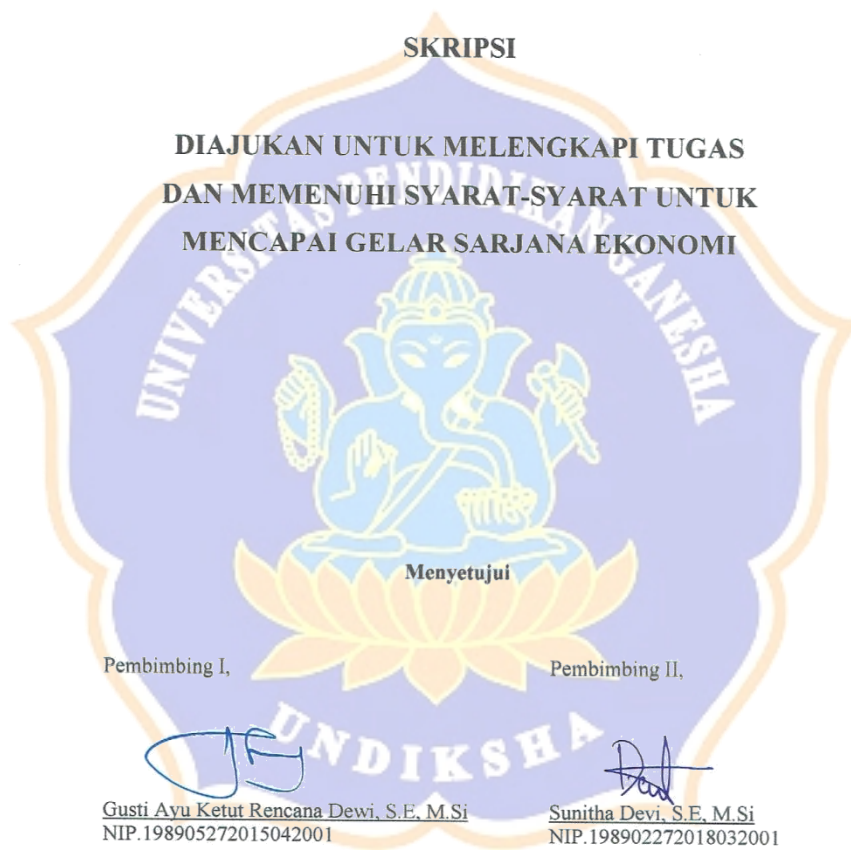 SKRIPSI
DIAJUKAN UNTUK MELENGKAPI TUGAS
DAN MEMENUHI SYARAT-SYARAT UNTUK
MENCAPAI GELAR SARJANA EKONOMI
UNIVERSITAS PENDIDIKAN GANESHA
Menyetujui
Pembimbing I,
Pembimbing II,
UNDIKSHA
Gusti Ayu Ketut Rencana Dewi, S.E, M.Si
NIP.198905272015042001
Sunitha Devi, S.E, M.Si
NIP.198902272018032001